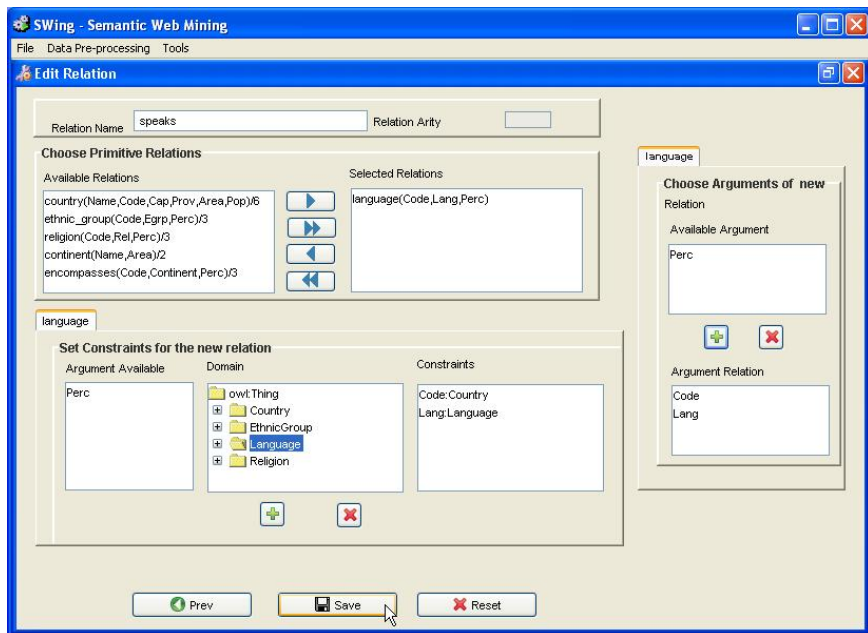 SWing - Semantic Web Mining
File Data Pre-processing Tools
Edit Relation
Relation Name speaks Relation Arity
Choose Primitive Relations
Available Relations
country(Name,Code,Cap,Prov,Area,Pop)/6
ethnic_group(Code,Egrp,Perc)/3
religion(Code,Rel,Perc)/3
continent(Name,Area)/2
encompasses(Code,Continent,Perc)/3
Selected Relations
language(Code,Lang,Perc)
language
Choose Arguments of new
Relation
Available Argument
Perc
Argument Relation
Code
Lang
language
Set Constraints for the new relation
Argument Available
Perc
Domain
owl:Thing
Country
EthnicGroup
Language
Religion
Constraints
Code:Country
Lang:Language
Prev
Save
Reset